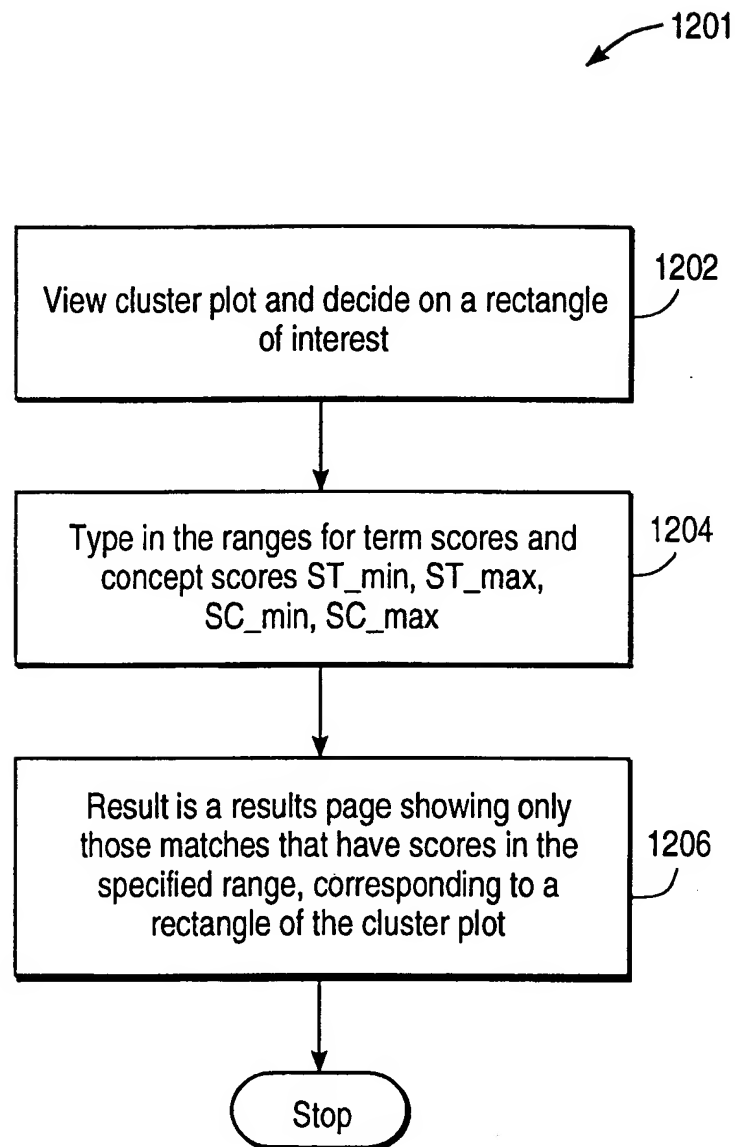 1201
View cluster plot and decide on a rectangle
of interest
1202
Type in the ranges for term scores and
concept scores ST_min, ST_max,
SC_min, SC_max
1204
Result is a results page showing only
those matches that have scores in the
specified range, corresponding to a
rectangle of the cluster plot
1206
Stop